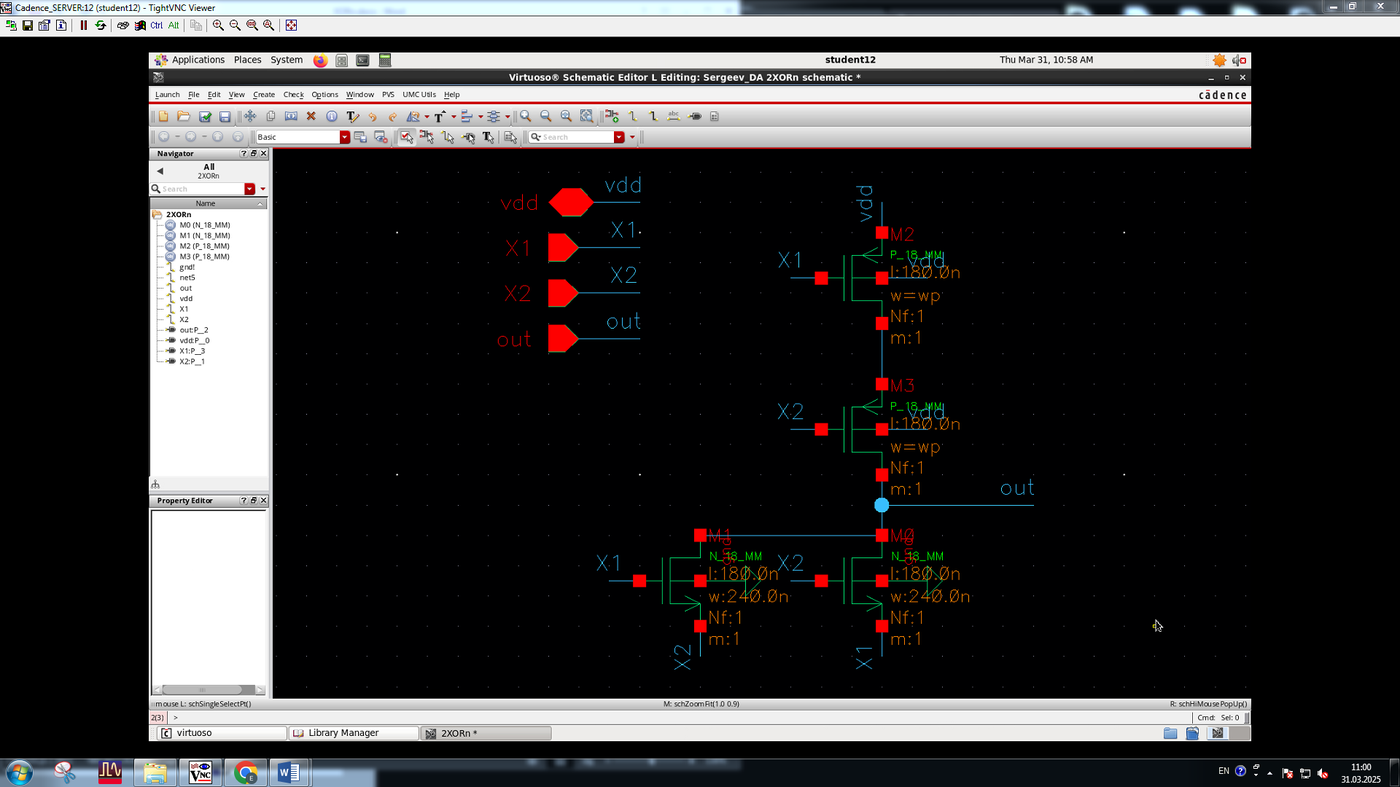 Cadence_SERVER:12 (student12) - TightVNC Viewer
Ctrl Alt
Applications Places System student12 Thu Mar 31, 10:58 AM
Virtuoso® Schematic Editor L Editing: Sergeev_DA 2XORn schematic *
Launch File Edit View Create Check Options Window PVS UMC Utils Help cādence
Basic Search
Navigator
All
2XORn
Search
Name
2XORn
M0 (N_18_MM)
M1 (N_18_MM)
M2 (P_18_MM)
M3 (P_18_MM)
gnd!
net5
out
vdd
X1
X2
out:P__2
vdd:P__0
X1:P__3
X2:P__1
Property Editor
vdd vdd
X1 X1
X2 X2
out out
vdd
M2
X1
P_18_MM
vdd
l:180.0n
w=wp
Nf:1
m:1
M3
X2
P_18_MM
vdd
l:180.0n
w=wp
Nf:1
m:1
out
M1
X1
N_18_MM
l:180.0n
w:240.0n
Nf:1
m:1
X2
M0
X2
N_18_MM
l:180.0n
w:240.0n
Nf:1
m:1
X1
mouse L: schSingleSelectPt() M: schZoomFit(1.0 0.9) R: schHiMousePopUp()
2(3) > Cmd: Sel: 0
virtuoso Library Manager 2XORn *
EN 11:00
31.03.2025